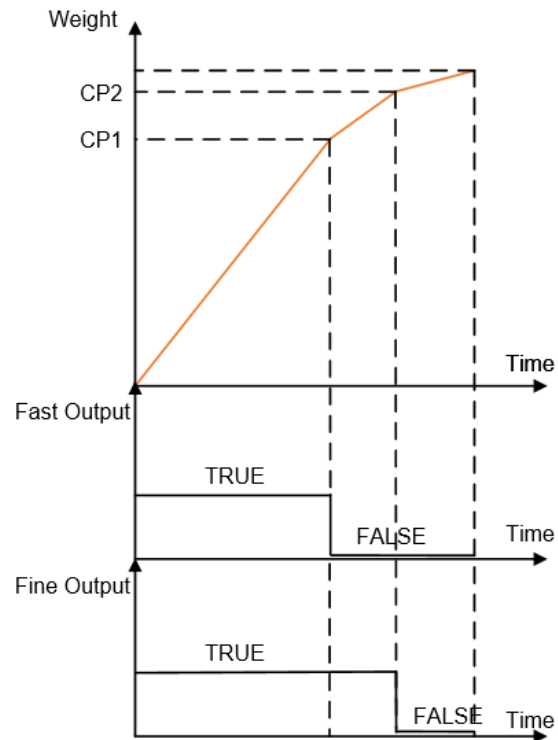 Weight
CP2
CP1
Time
Fast Output
TRUE
FALSE
Time
Fine Output
TRUE
FALSE
Time